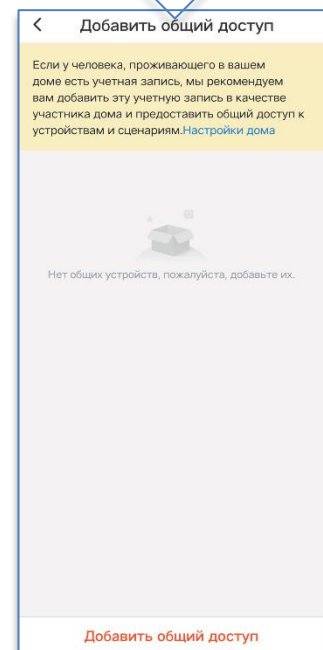 Добавить общий доступ
Если у человека, проживающего в вашем
доме есть учетная запись, мы рекомендуем
вам добавить эту учетную запись в качестве
участника дома и предоставить общий доступ к
устройствам и сценариям.Настройки дома
Нет общих устройств, пожалуйста, добавьте их.
Добавить общий доступ